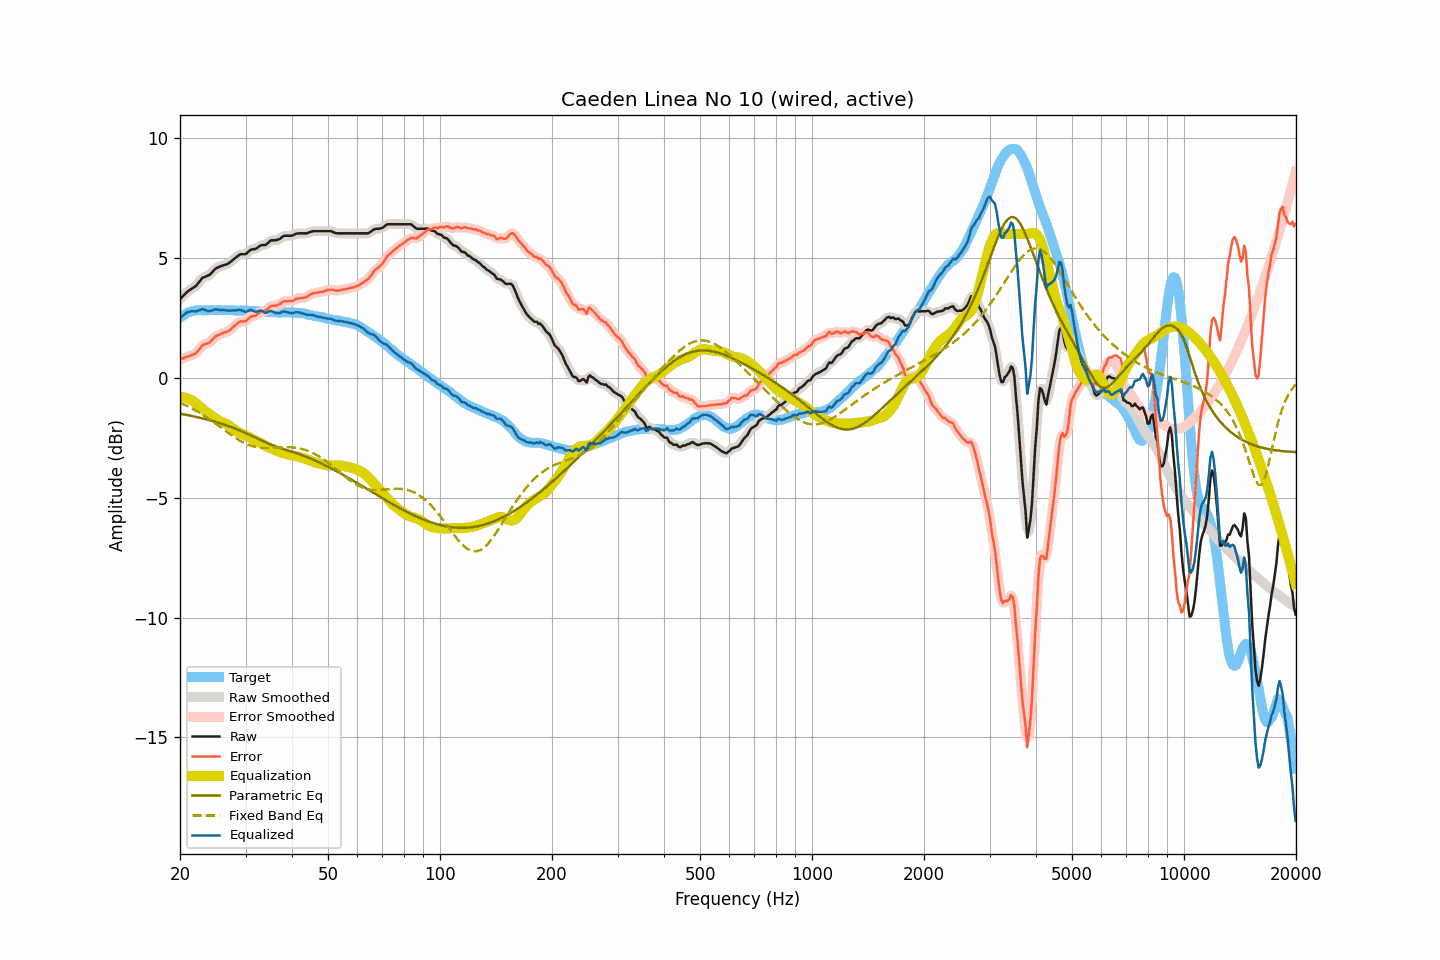 Caeden Linea No 10 (wired, active)
10
5
0
−5
−10
−15
Amplitude (dBr)
Target
Raw Smoothed
Error Smoothed
Raw
Error
Equalization
Parametric Eq
Fixed Band Eq
Equalized
20 50 100 200 500 1000 2000 5000 10000 20000
Frequency (Hz)